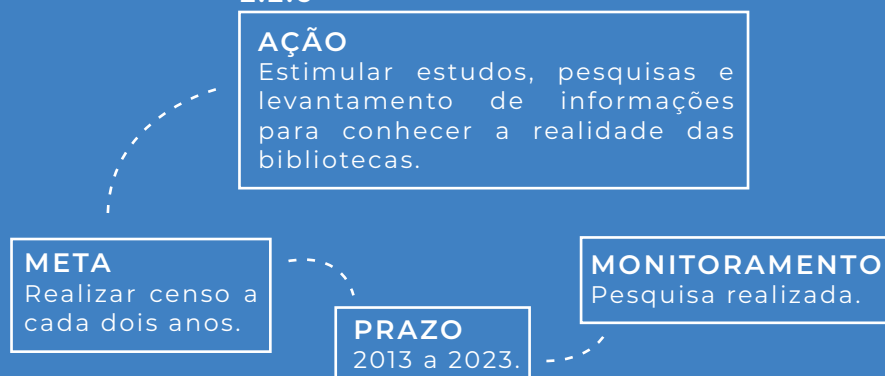 AÇÃO
Estimular estudos, pesquisas e
levantamento de informações
para conhecer a realidade das
bibliotecas.
META
Realizar censo a
cada dois anos.
PRAZO
2013 a 2023.
MONITORAMENTO
Pesquisa realizada.